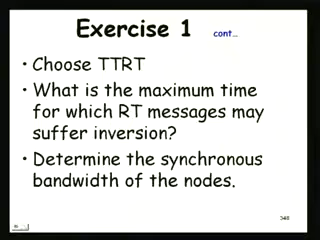 Exercise 1 cont…
• Choose TTRT
• What is the maximum time
for which RT messages may
suffer inversion?
• Determine the synchronous
bandwidth of the nodes.
348